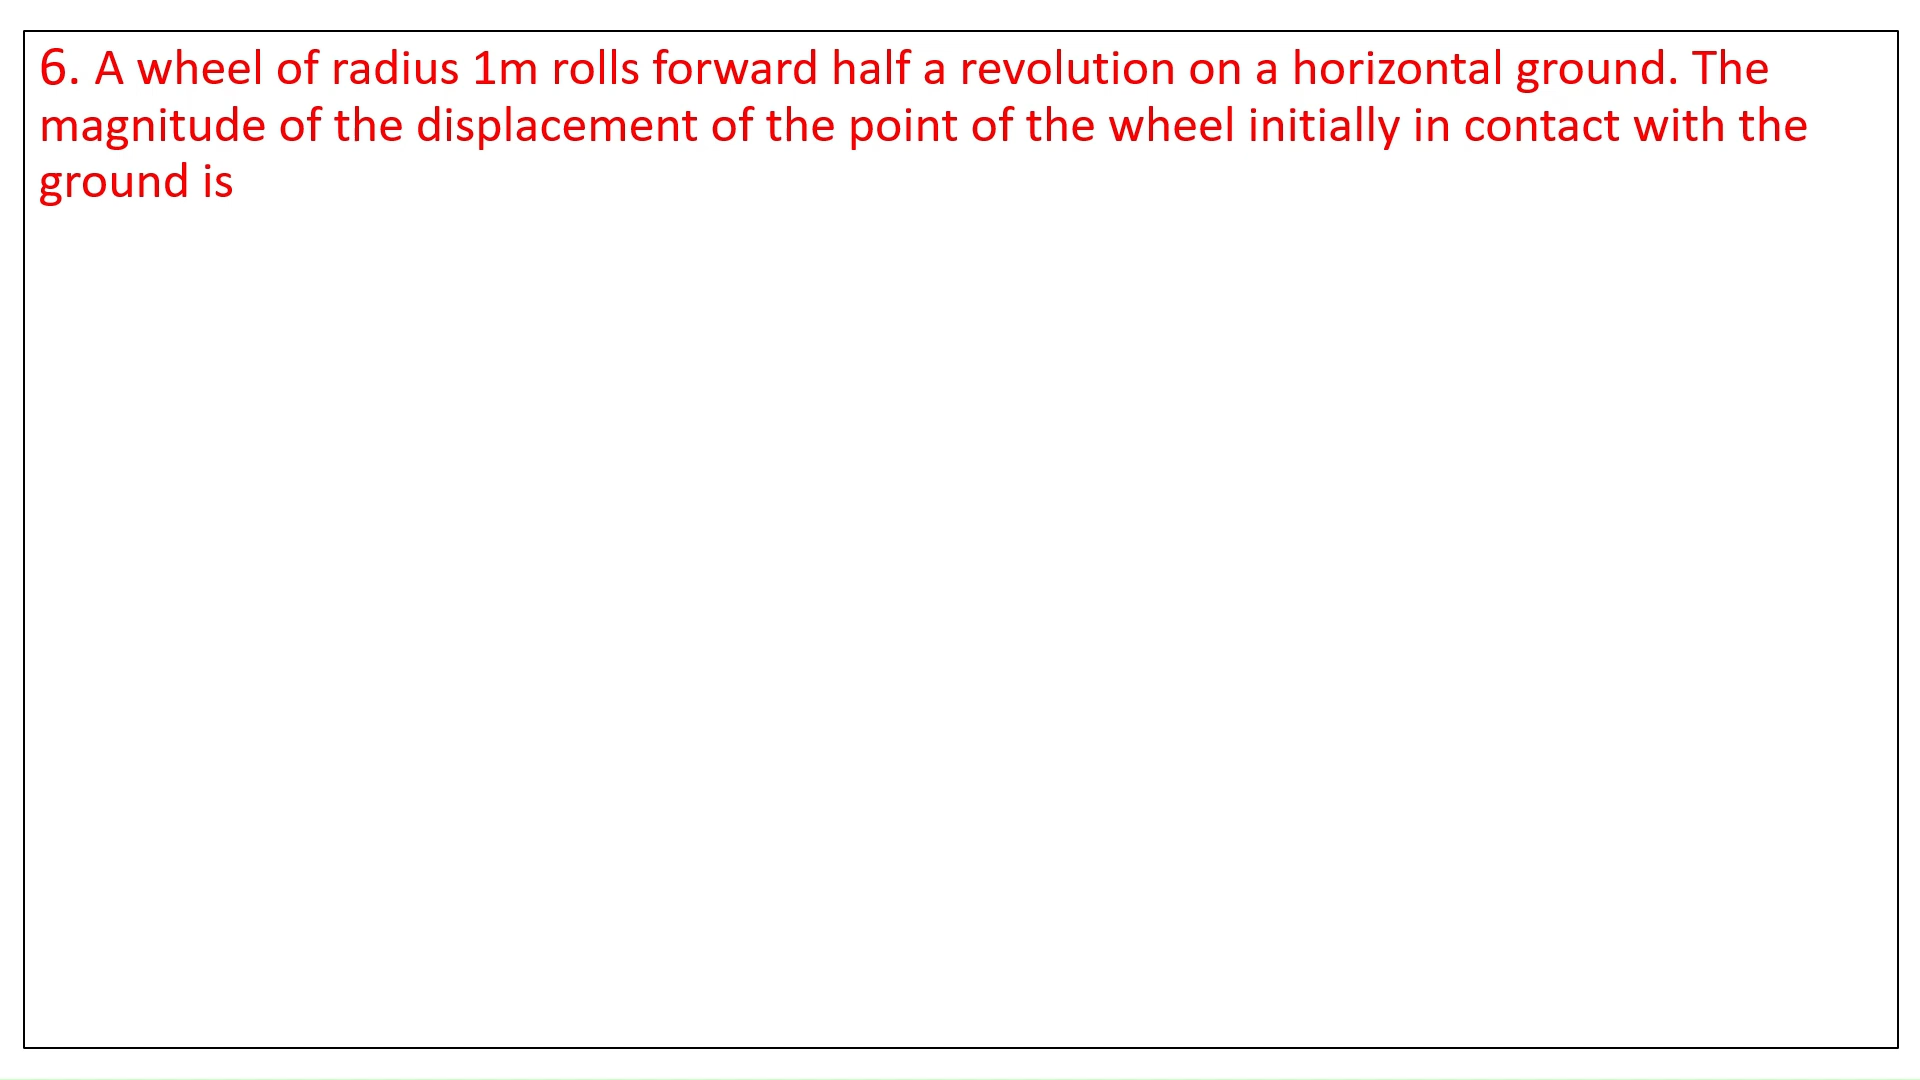 6. A wheel of radius 1m rolls forward half a revolution on a horizontal ground. The
magnitude of the displacement of the point of the wheel initially in contact with the
ground is